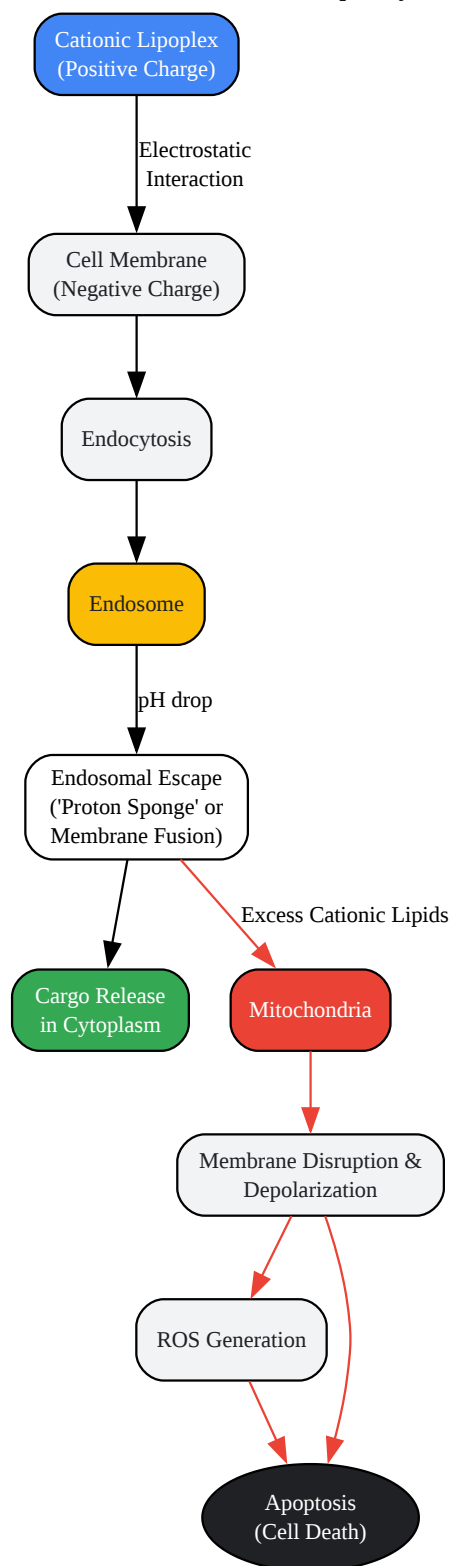 Cationic Lipoplex
(Positive Charge)
Electrostatic
Interaction
Cell Membrane
(Negative Charge)
Endocytosis
Endosome
pH drop
Endosomal Escape
('Proton Sponge' or
Membrane Fusion)
Excess Cationic Lipids
Cargo Release
in Cytoplasm
Mitochondria
Membrane Disruption &
Depolarization
ROS Generation
Apoptosis
(Cell Death)